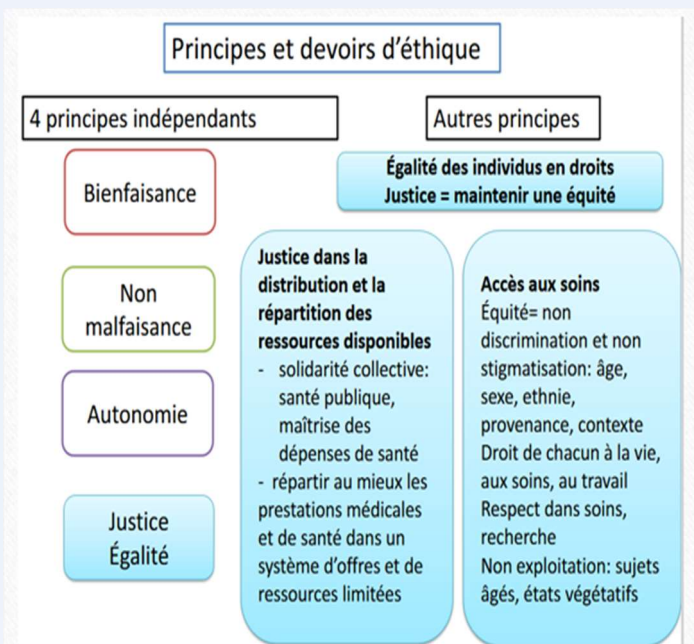 Principes et devoirs d'éthique
4 principes indépendants
Autres principes
Bienfaisance
Non
malfaisance
Autonomie
Justice
Égalité
Égalité des individus en droits
Justice = maintenir une équité
Justice dans la
distribution et la
répartition des
ressources disponibles
- solidarité collective:
santé publique,
maîtrise des
dépenses de santé
- répartir au mieux les
prestations médicales
et de santé dans un
système d'offres et de
ressources limitées
Accès aux soins
Équité= non
discrimination et non
stigmatisation: âge,
sexe, ethnie,
provenance, contexte
Droit de chacun à la vie,
aux soins, au travail
Respect dans soins,
recherche
Non exploitation: sujets
âgés, états végétatifs